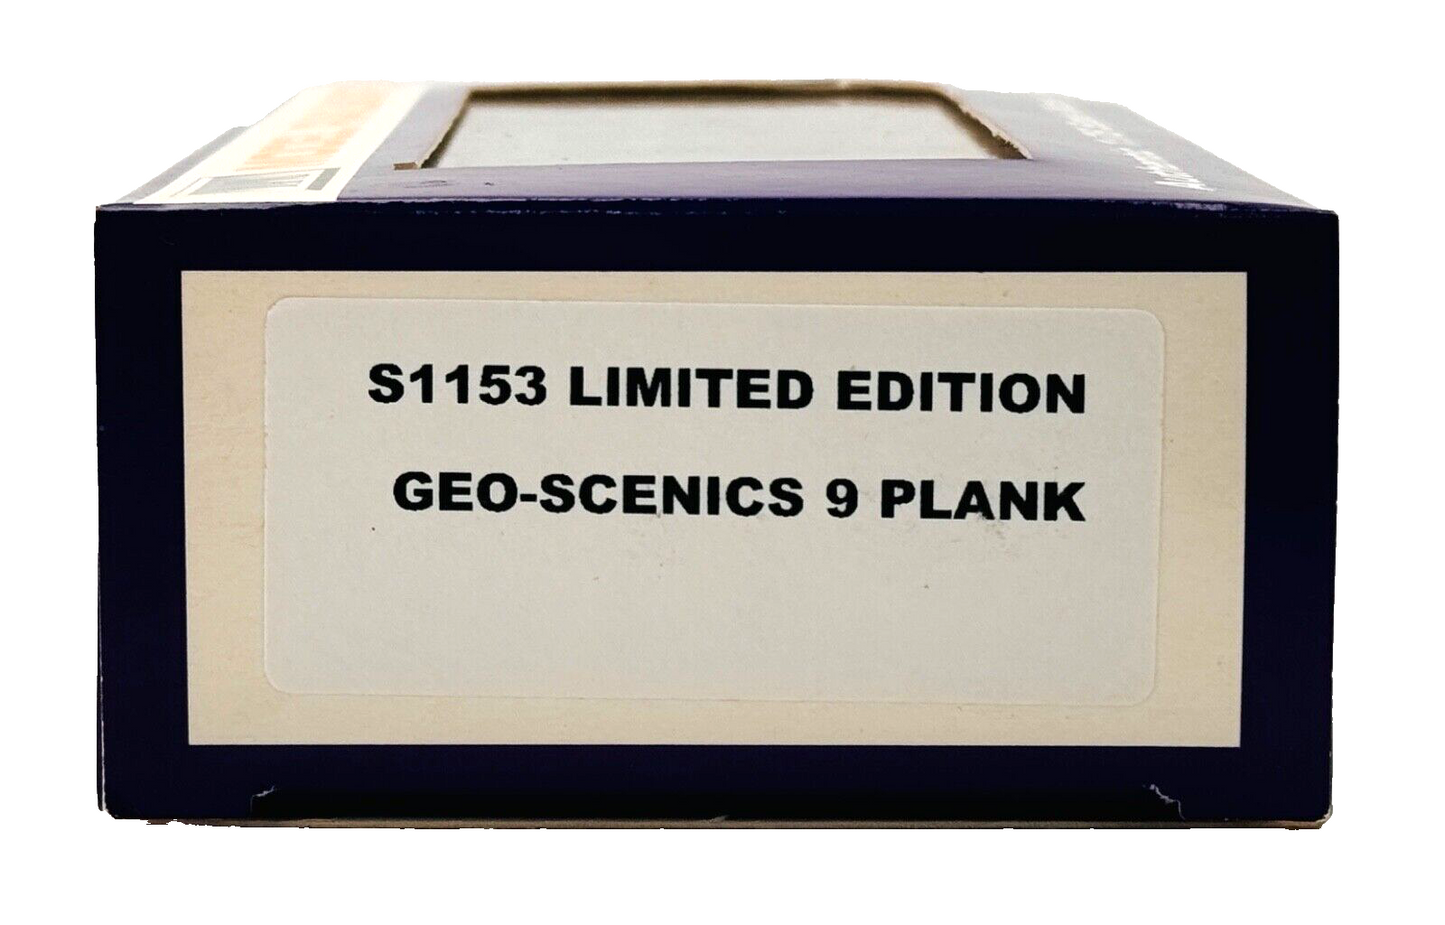 S1153 LIMITED EDITION
GEO-SCENICS 9 PLANK